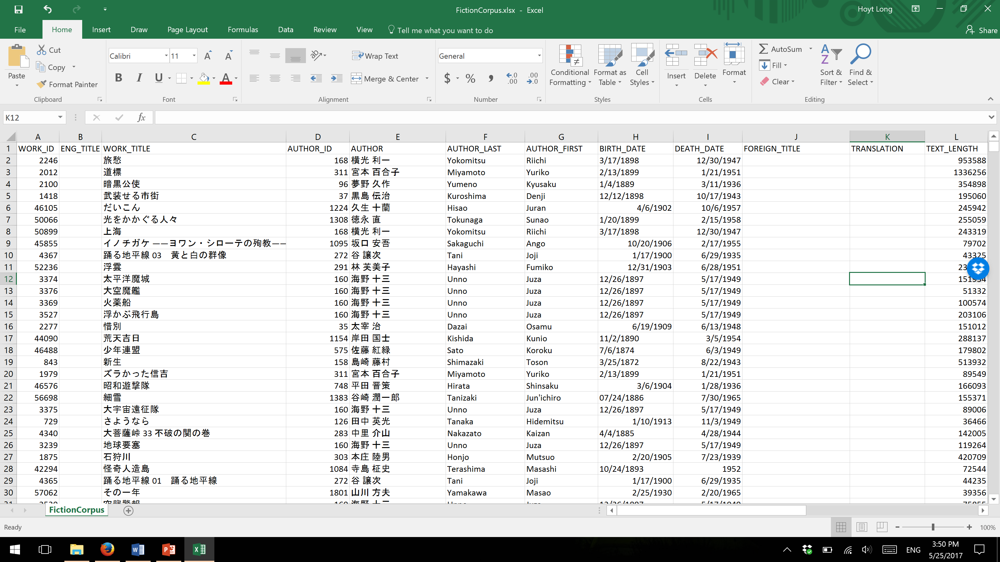 FictionCorpus.xlsx - Excel
Hoyt Long
File Home Insert Draw Page Layout Formulas Data Review View Tell me what you want to do Share
Paste Cut Copy Format Painter Clipboard
Calibri 11 Font
Wrap Text Merge & Center Alignment
General $ % Number
Conditional Formatting Format as Table Cell Styles Styles
Insert Delete Format Cells
AutoSum Fill Clear Sort & Filter Find & Select Editing
K12 fx
A B C D E F G H I J K L
1 WORK_ID ENG_TITLE WORK_TITLE AUTHOR_ID AUTHOR AUTHOR_LAST AUTHOR_FIRST BIRTH_DATE DEATH_DATE FOREIGN_TITLE TRANSLATION TEXT_LENGTH
2 2246 旅愁 168 横光 利一 Yokomitsu Riichi 3/17/1898 12/30/1947 953588
3 2012 道標 311 宮本 百合子 Miyamoto Yuriko 2/13/1899 1/21/1951 1336256
4 2100 暗黒公使 96 夢野 久作 Yumeno Kyusaku 1/4/1889 3/11/1936 354898
5 1418 武装せる市街 37 黒島 伝治 Kuroshima Denji 12/12/1898 10/17/1943 195060
6 46105 だいこん 1224 久生 十蘭 Hisao Juran 4/6/1902 10/6/1957 245942
7 50066 光をかかぐる人々 1308 徳永 直 Tokunaga Sunao 1/20/1899 2/15/1958 255059
8 50899 上海 168 横光 利一 Yokomitsu Riichi 3/17/1898 12/30/1947 243319
9 45855 イノチガケ ——ヨワン・シローテの殉教—— 1095 坂口 安吾 Sakaguchi Ango 10/20/1906 2/17/1955 79702
10 4367 踊る地平線 03　黄と白の群像 272 谷 譲次 Tani Joji 1/17/1900 6/29/1935 43325
11 52236 浮雲 291 林 芙美子 Hayashi Fumiko 12/31/1903 6/28/1951
12 3374 太平洋魔城 160 海野 十三 Unno Juza 12/26/1897 5/17/1949
13 3376 大空魔艦 160 海野 十三 Unno Juza 12/26/1897 5/17/1949 51332
14 3369 火薬船 160 海野 十三 Unno Juza 12/26/1897 5/17/1949 100574
15 3527 浮かぶ飛行島 160 海野 十三 Unno Juza 12/26/1897 5/17/1949 203106
16 2277 惜別 35 太宰 治 Dazai Osamu 6/19/1909 6/13/1948 151012
17 44090 荒天吉日 1154 岸田 国士 Kishida Kunio 11/2/1890 3/5/1954 288137
18 46488 少年連盟 575 佐藤 紅緑 Sato Koroku 7/6/1874 6/3/1949 179802
19 843 新生 158 島崎 藤村 Shimazaki Toson 3/25/1872 8/22/1943 513932
20 1979 ズラかった信吉 311 宮本 百合子 Miyamoto Yuriko 2/13/1899 1/21/1951 89549
21 46576 昭和遊撃隊 748 平田 晋策 Hirata Shinsaku 3/6/1904 1/28/1936 166093
22 56698 細雪 1383 谷崎 潤一郎 Tanizaki Jun'ichiro 07/24/1886 7/30/1965 155371
23 3375 大宇宙遠征隊 160 海野 十三 Unno Juza 12/26/1897 5/17/1949 89006
24 729 さようなら 126 田中 英光 Tanaka Hidemitsu 1/10/1913 11/3/1949 36466
25 4340 大菩薩峠 33 不破の関の巻 283 中里 介山 Nakazato Kaizan 4/4/1885 4/28/1944 142005
26 3239 地球要塞 160 海野 十三 Unno Juza 12/26/1897 5/17/1949 119264
27 1875 石狩川 303 本庄 陸男 Honjo Mutsuo 2/20/1905 7/23/1939 420709
28 42294 怪奇人造島 1084 寺島 柾史 Terashima Masashi 10/24/1893 1952 72544
29 4365 踊る地平線 01　踊る地平線 272 谷 譲次 Tani Joji 1/17/1900 6/29/1935 44235
30 57062 その一年 1801 山川 方夫 Yamakawa Masao 2/25/1930 2/20/1965 39356
FictionCorpus
Ready 100%
ENG 3:50 PM
5/25/2017